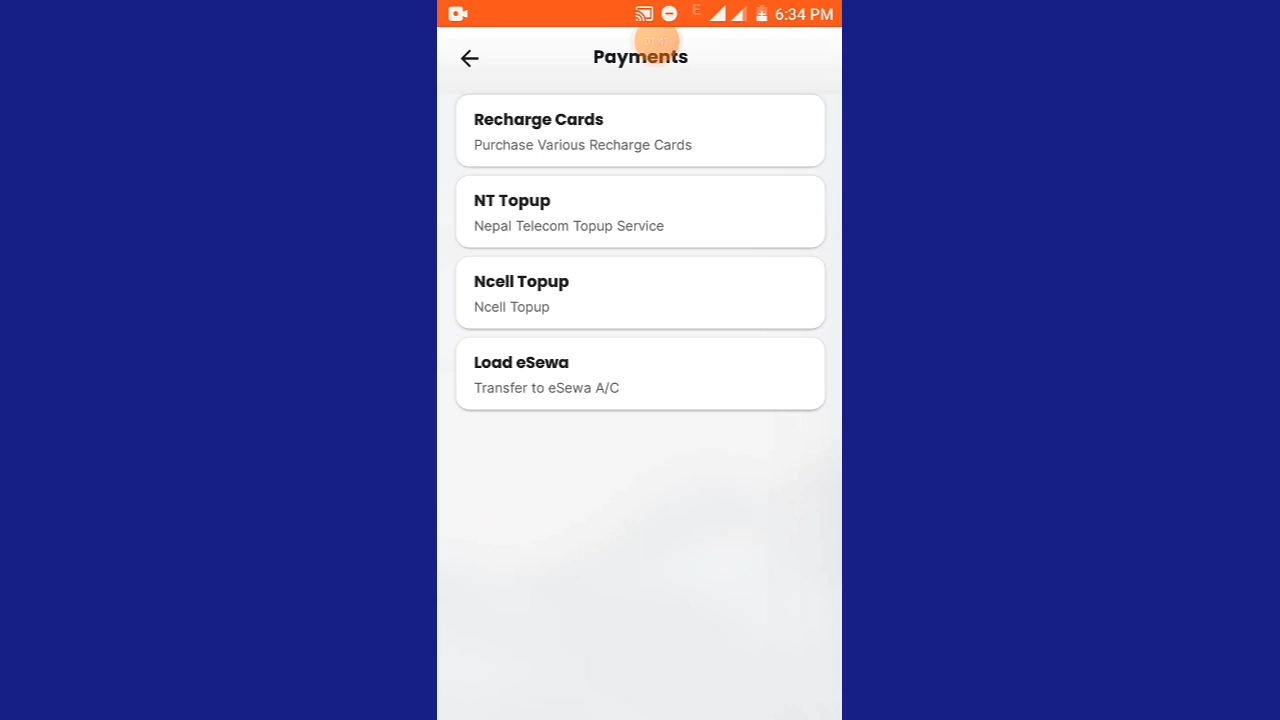 E
6:34 PM
Payments
Recharge Cards
Purchase Various Recharge Cards
NT Topup
Nepal Telecom Topup Service
Ncell Topup
Ncell Topup
Load eSewa
Transfer to eSewa A/C